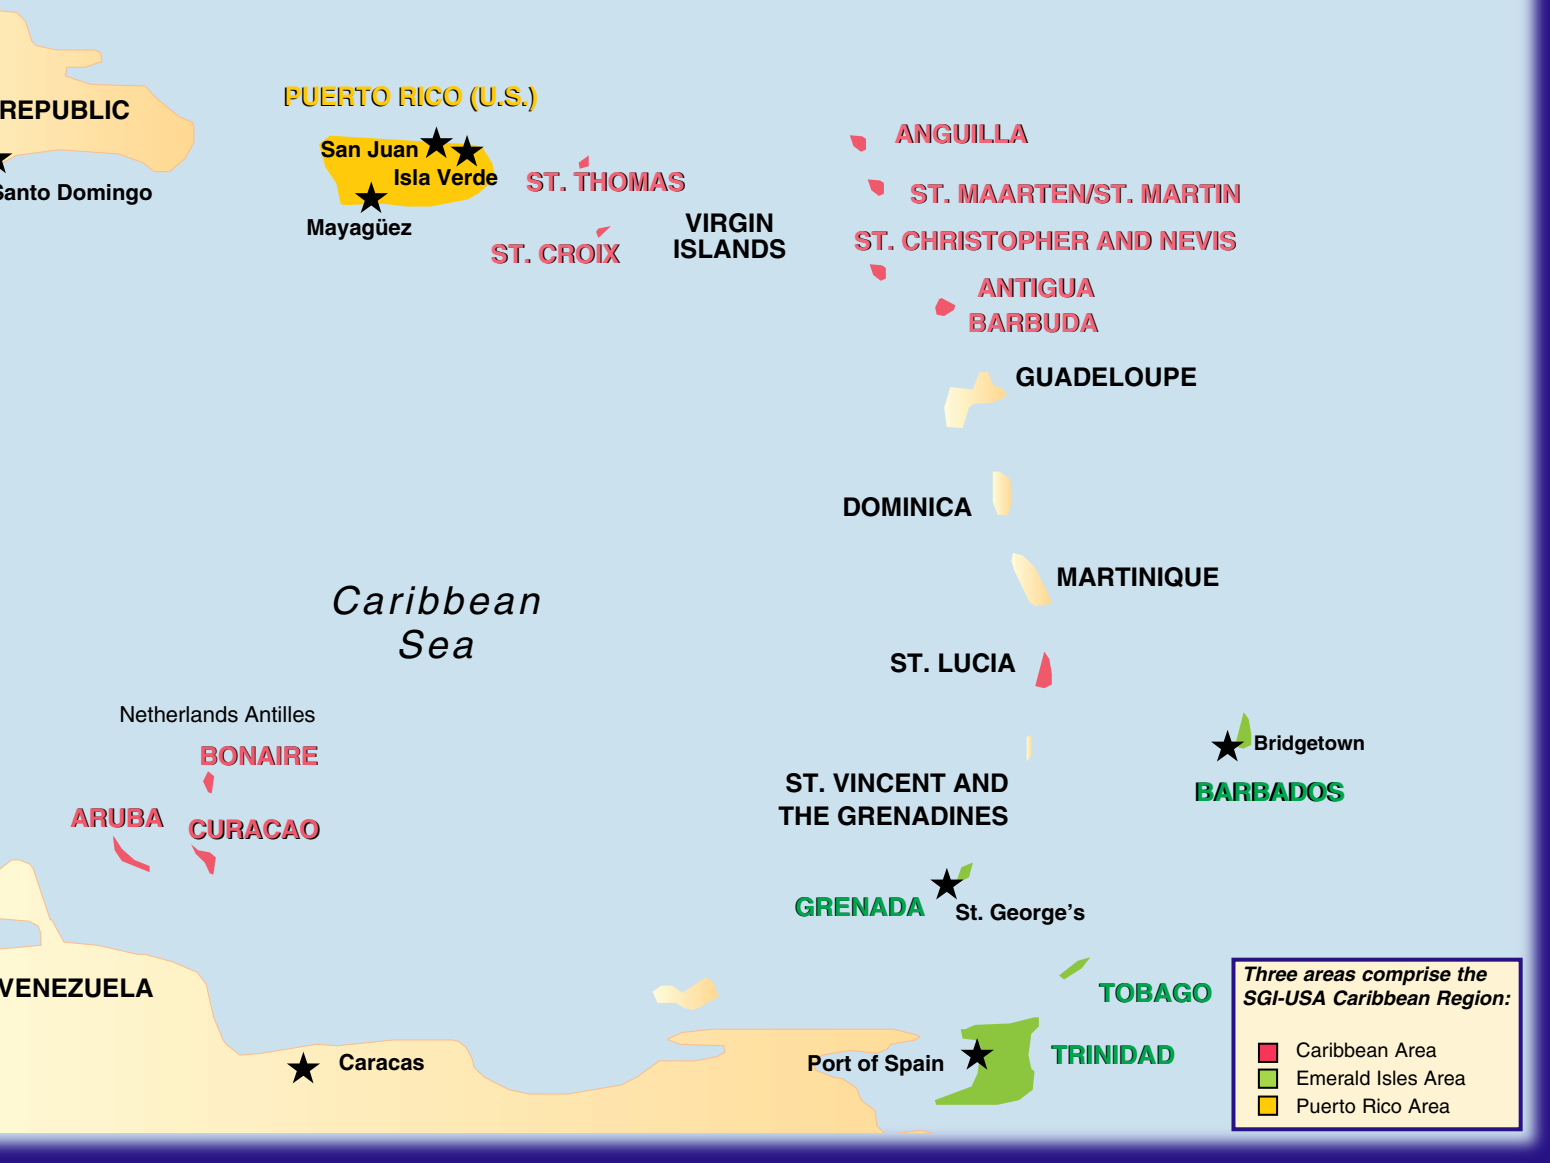 REPUBLIC
Santo Domingo
PUERTO RICO (U.S.)
San Juan
Isla Verde
Mayagüez
ST. THOMAS
ST. CROIX
VIRGIN
ISLANDS
ANGUILLA
ST. MAARTEN/ST. MARTIN
ST. CHRISTOPHER AND NEVIS
ANTIGUA
BARBUDA
GUADELOUPE
DOMINICA
MARTINIQUE
Caribbean
Sea
ST. LUCIA
Netherlands Antilles
BONAIRE
ARUBA
CURACAO
Bridgetown
BARBADOS
ST. VINCENT AND
THE GRENADINES
GRENADA
St. George's
VENEZUELA
Caracas
TOBAGO
Port of Spain
TRINIDAD
Three areas comprise the
SGI-USA Caribbean Region:
Caribbean Area
Emerald Isles Area
Puerto Rico Area